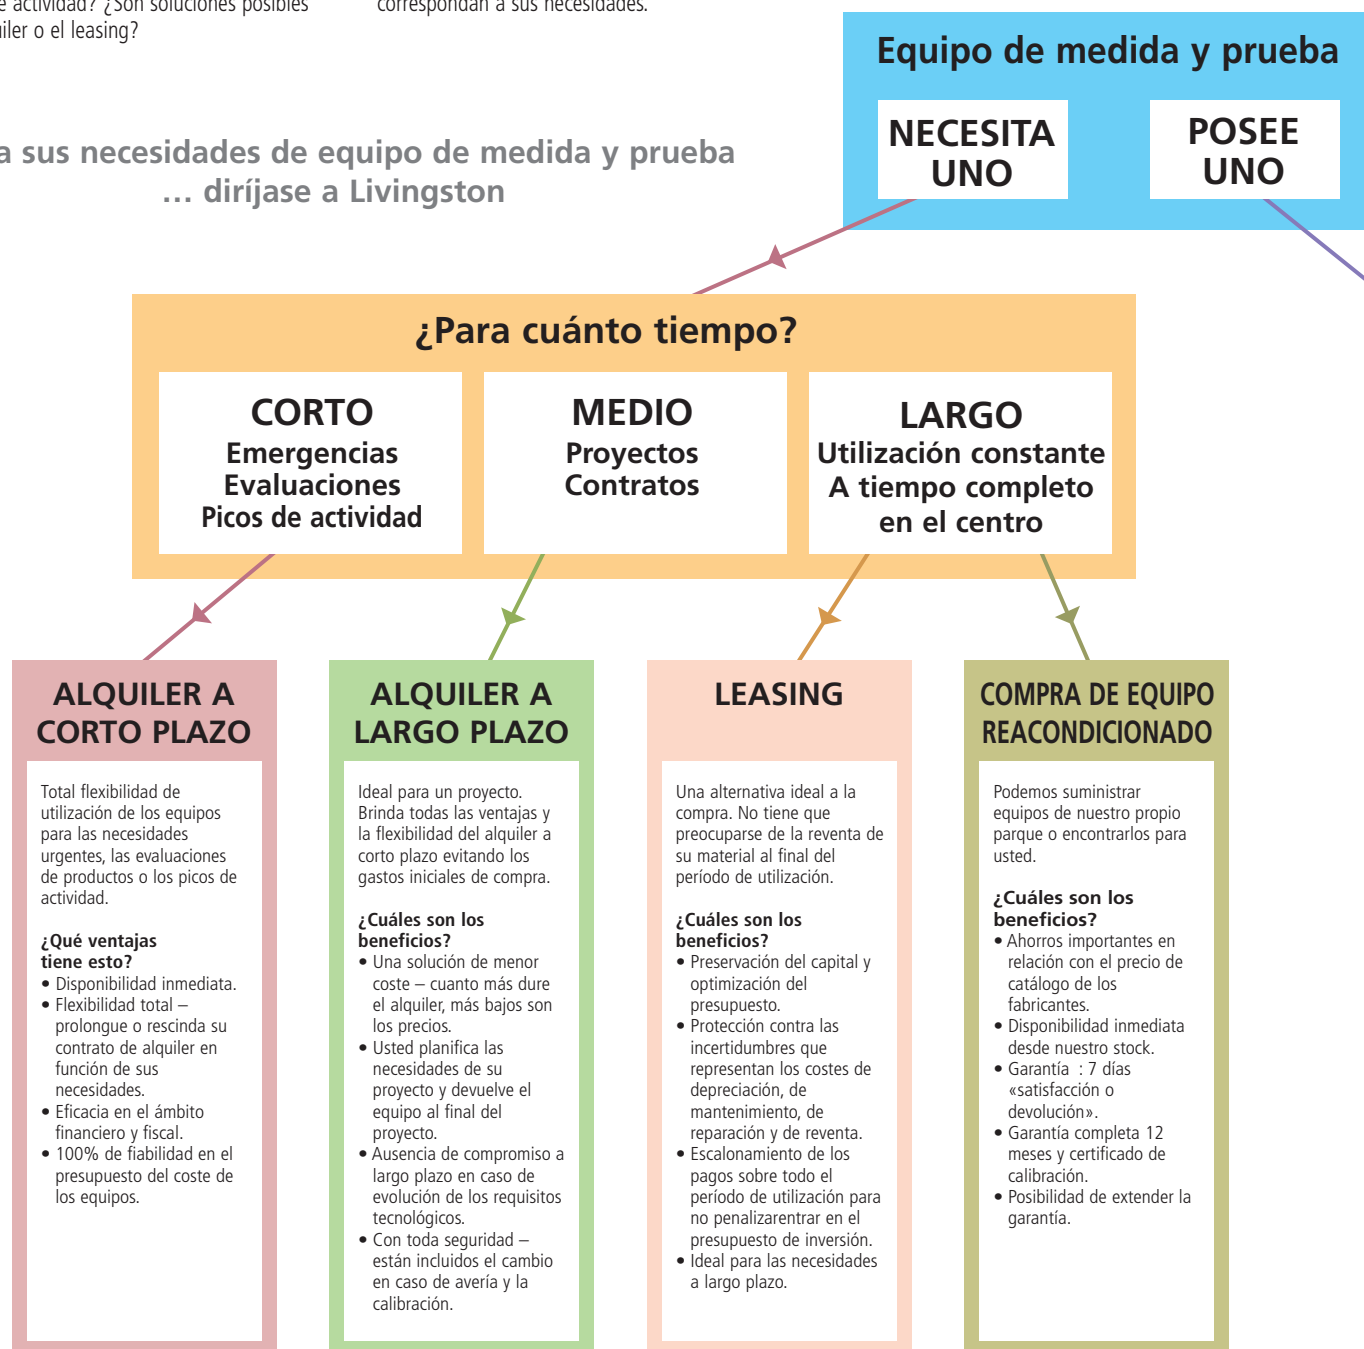 actividad? ¿Son soluciones posibles
o el leasing?
correspondan a sus necesidades.
a sus necesidades de equipo de medida y prueba
… diríjase a Livingston
Equipo de medida y prueba
NECESITA
UNO
POSEE
UNO
¿Para cuánto tiempo?
CORTO
Emergencias
Evaluaciones
Picos de actividad
MEDIO
Proyectos
Contratos
LARGO
Utilización constante
A tiempo completo
en el centro
ALQUILER A
CORTO PLAZO
Total flexibilidad de
utilización de los equipos
para las necesidades
urgentes, las evaluaciones
de productos o los picos de
actividad.
¿Qué ventajas
tiene esto?
• Disponibilidad inmediata.
• Flexibilidad total –
prolongue o rescinda su
contrato de alquiler en
función de sus
necesidades.
• Eficacia en el ámbito
financiero y fiscal.
• 100% de fiabilidad en el
presupuesto del coste de
los equipos.
ALQUILER A
LARGO PLAZO
Ideal para un proyecto.
Brinda todas las ventajas y
la flexibilidad del alquiler a
corto plazo evitando los
gastos iniciales de compra.
¿Cuáles son los
beneficios?
• Una solución de menor
coste – cuanto más dure
el alquiler, más bajos son
los precios.
• Usted planifica las
necesidades de su
proyecto y devuelve el
equipo al final del
proyecto.
• Ausencia de compromiso a
largo plazo en caso de
evolución de los requisitos
tecnológicos.
• Con toda seguridad –
están incluidos el cambio
en caso de avería y la
calibración.
LEASING
Una alternativa ideal a la
compra. No tiene que
preocuparse de la reventa de
su material al final del
período de utilización.
¿Cuáles son los
beneficios?
• Preservación del capital y
optimización del
presupuesto.
• Protección contra las
incertidumbres que
representan los costes de
depreciación, de
mantenimiento, de
reparación y de reventa.
• Escalonamiento de los
pagos sobre todo el
período de utilización para
no penalizarentrar en el
presupuesto de inversión.
• Ideal para las necesidades
a largo plazo.
COMPRA DE EQUIPO
REACONDICIONADO
Podemos suministrar
equipos de nuestro propio
parque o encontrarlos para
usted.
¿Cuáles son los
beneficios?
• Ahorros importantes en
relación con el precio de
catálogo de los
fabricantes.
• Disponibilidad inmediata
desde nuestro stock.
• Garantía : 7 días
«satisfacción o
devolución».
• Garantía completa 12
meses y certificado de
calibración.
• Posibilidad de extender la
garantía.